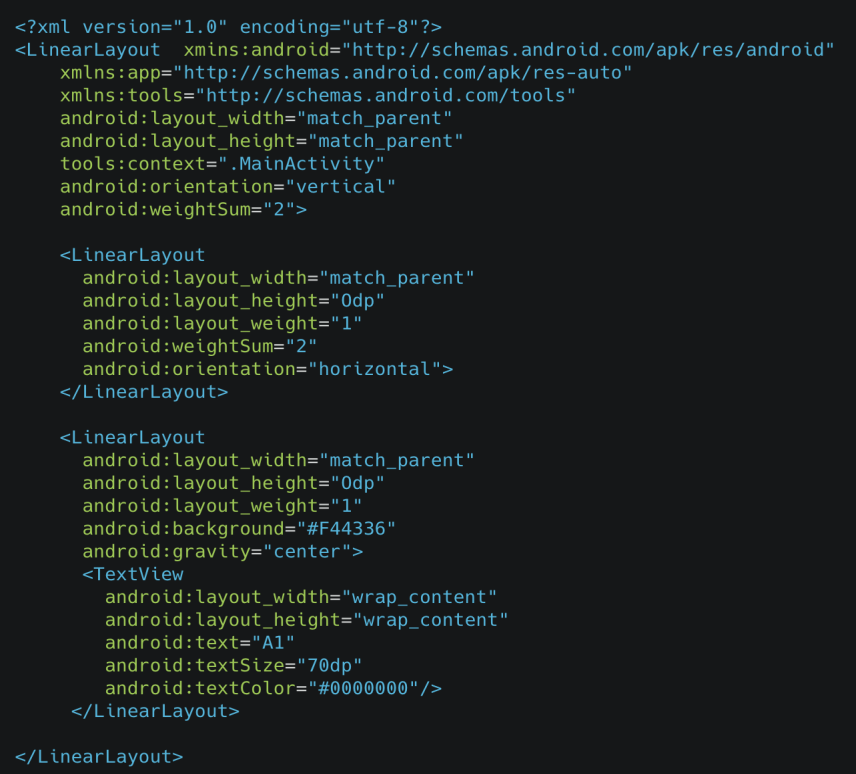 <?xml version="1.0" encoding="utf-8"?>
<LinearLayout  xmins:android="http://schemas.android.com/apk/res/android"
    xmlns:app="http://schemas.android.com/apk/res-auto"
    xmlns:tools="http://schemas.android.com/tools"
    android:layout_width="match_parent"
    android:layout_height="match_parent"
    tools:context=".MainActivity"
    android:orientation="vertical"
    android:weightSum="2">

    <LinearLayout
      android:layout_width="match_parent"
      android:layout_height="Odp"
      android:layout_weight="1"
      android:weightSum="2"
      android:orientation="horizontal">
    </LinearLayout>

    <LinearLayout
      android:layout_width="match_parent"
      android:layout_height="Odp"
      android:layout_weight="1"
      android:background="#F44336"
      android:gravity="center">
      <TextView
        android:layout_width="wrap_content"
        android:layout_height="wrap_content"
        android:text="A1"
        android:textSize="70dp"
        android:textColor="#0000000"/>
     </LinearLayout>

</LinearLayout>